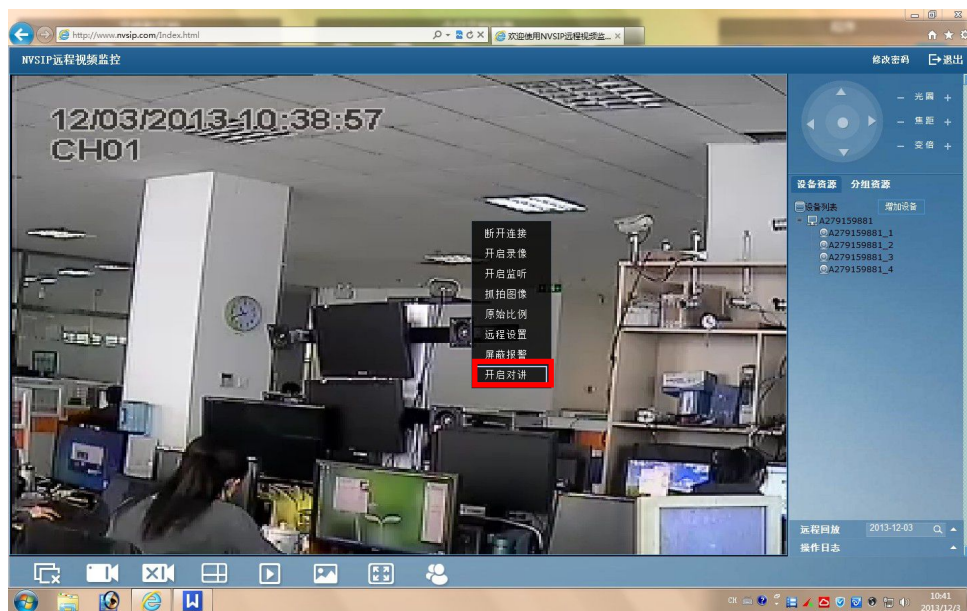 http://www.nvsip.com/Index.html
欢迎使用NVSIP远程视频监...
NVSIP远程视频监控
修改密码
退出
12/03/2013-10:38:57
CH01
光圈
焦距
变倍
设备资源 分组资源
设备列表 增加设备
A279159881
A279159881_1
A279159881_2
A279159881_3
A279159881_4
断开连接
开启录像
开启监听
抓拍图像
原始比例
远程设置
屏蔽报警
开启对讲
远程回放 2013-12-03
操作日志
CH
10:41
2013/12/3